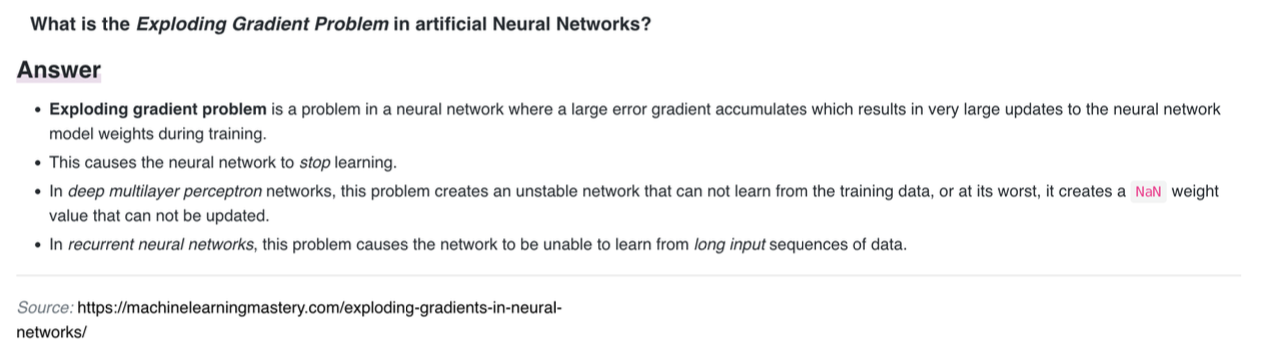 What is the Exploding Gradient Problem in artificial Neural Networks?
Answer
• Exploding gradient problem is a problem in a neural network where a large error gradient accumulates which results in very large updates to the neural network
model weights during training.
• This causes the neural network to stop learning.
• In deep multilayer perceptron networks, this problem creates an unstable network that can not learn from the training data, or at its worst, it creates a NaN weight
value that can not be updated.
• In recurrent neural networks, this problem causes the network to be unable to learn from long input sequences of data.
Source: https://machinelearningmastery.com/exploding-gradients-in-neural-
networks/